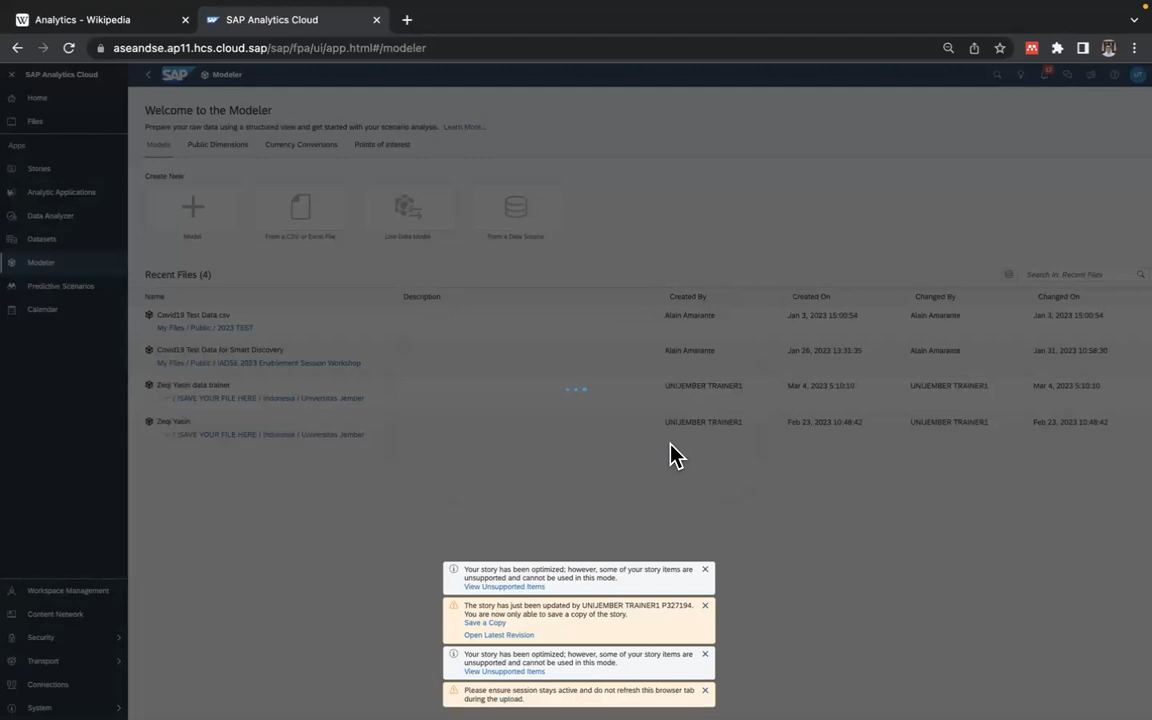 Analytics - Wikipedia
SAP Analytics Cloud
aseandse.ap11.hcs.cloud.sap/sap/fpa/ui/app.html#/modeler
SAP Analytics Cloud
SAP Modeler
17
UT
Home
Files
Apps
Stories
Analytic Applications
Data Analyzer
Datasets
Modeler
Predictive Scenarios
Calendar
Workspace Management
Content Network
Security
Transport
Connections
System
Welcome to the Modeler
Prepare your raw data using a structured view and get started with your scenario analysis. Learn More...
Models Public Dimensions Currency Conversions Points of Interest
Create New
Model From a CSV or Excel File Live Data Model From a Data Source
Recent Files (4) Search in: Recent Files
Name Description Created By Created On Changed By Changed On
Covid19 Test Data.csv Alain Amarante Jan 3, 2023 15:00:54 Alain Amarante Jan 3, 2023 15:00:54
My Files / Public / 2023 TEST
Covid19 Test Data for Smart Discovery Alain Amarante Jan 26, 2023 13:31:35 Alain Amarante Jan 31, 2023 10:58:30
My Files / Public / IADSE 2023 Enablement Session Workshop
Zeqi Yasin data trainer UNIJEMBER TRAINER1 Mar 4, 2023 5:10:10 UNIJEMBER TRAINER1 Mar 4, 2023 5:10:10
··· / !SAVE YOUR FILE HERE / Indonesia / Universitas Jember
Zeqi Yasin UNIJEMBER TRAINER1 Feb 23, 2023 10:48:42 UNIJEMBER TRAINER1 Feb 23, 2023 10:48:42
··· / !SAVE YOUR FILE HERE / Indonesia / Universitas Jember
Your story has been optimized; however, some of your story items are
unsupported and cannot be used in this mode.
View Unsupported Items
The story has just been updated by UNIJEMBER TRAINER1 P327194.
You are now only able to save a copy of the story.
Save a Copy
Open Latest Revision
Your story has been optimized; however, some of your story items are
unsupported and cannot be used in this mode.
View Unsupported Items
Please ensure session stays active and do not refresh this browser tab
during the upload.